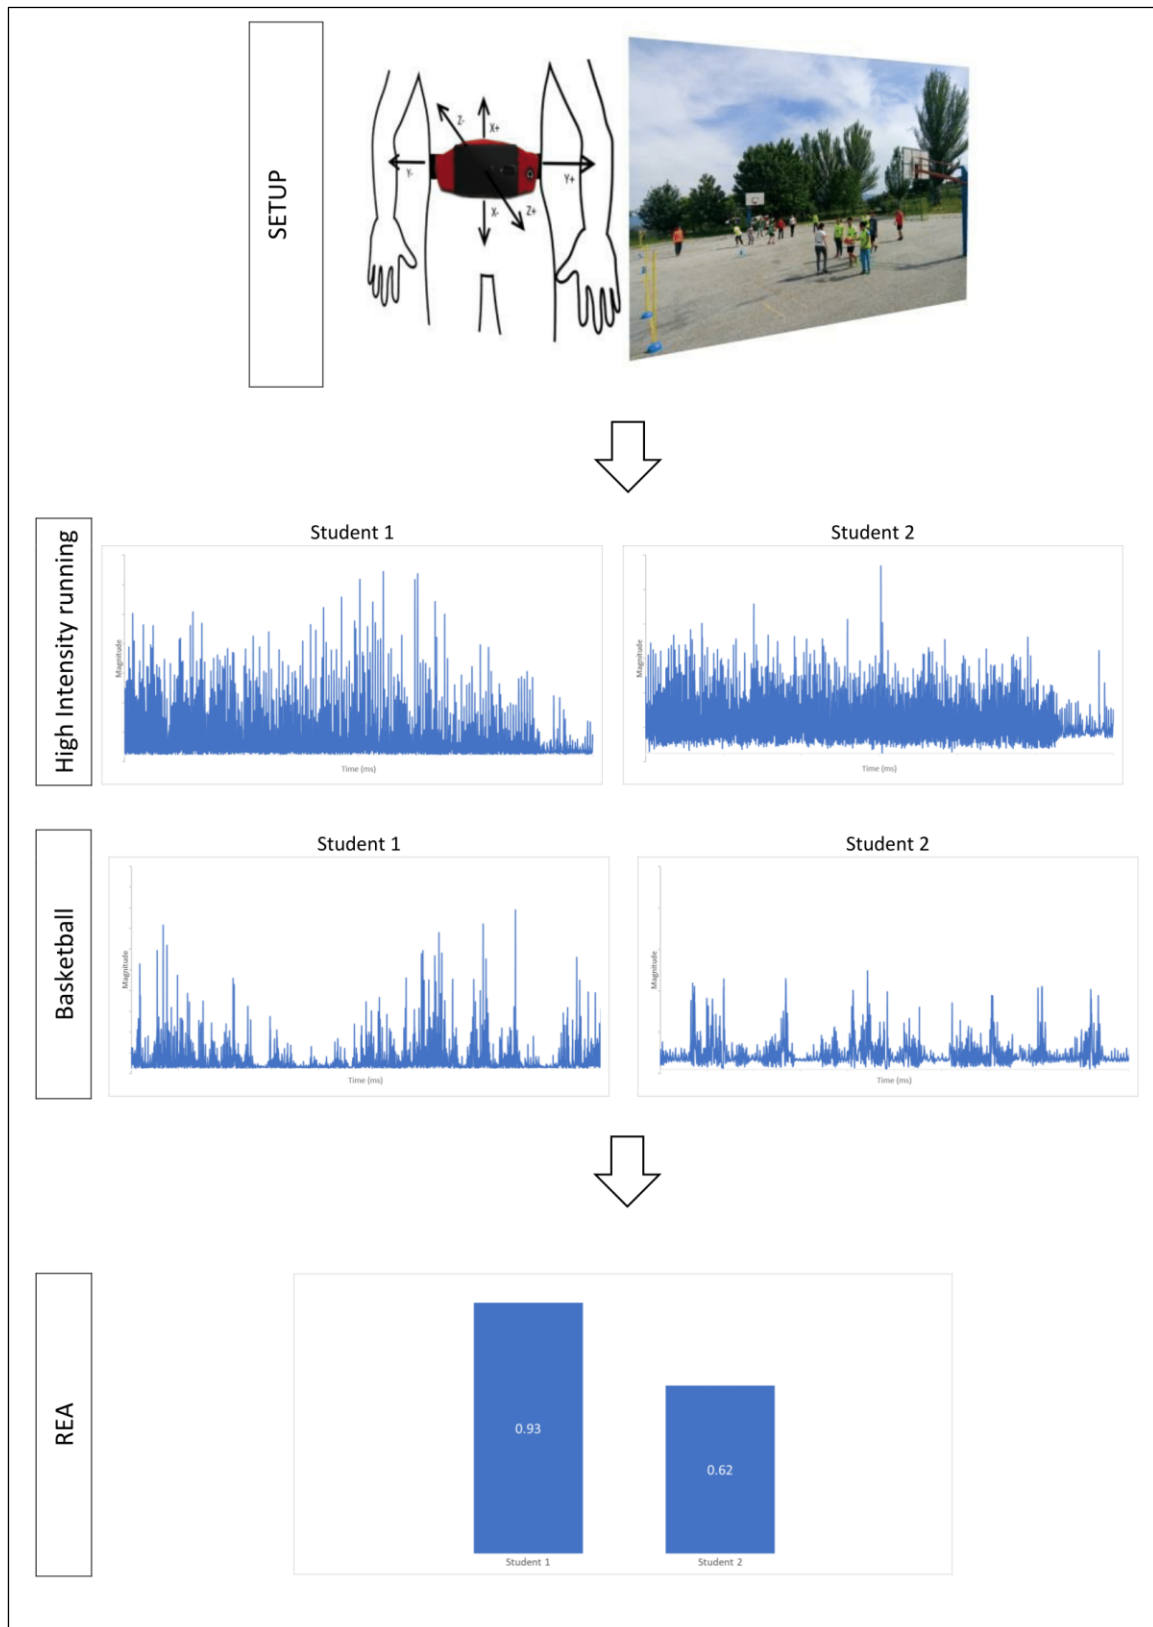 SETUP
Z-
X+
Y-
Y+
X-
Z+
High Intensity running
Student 1
Student 2
Magnitude
Magnitude
Time (ms)
Time (ms)
Basketball
Student 1
Student 2
Magnitude
Magnitude
Time (ms)
Time (ms)
REA
0.93
0.62
Student 1
Student 2